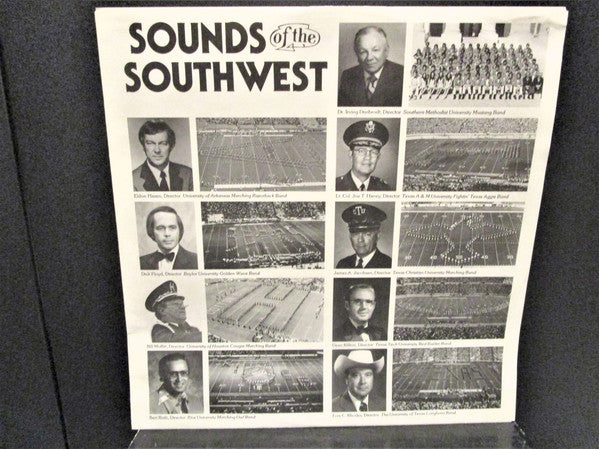 SOUNDS of the
SOUTHWEST
Dr. Irving Dreibrodt, Director Southern Methodist University Mustang Band
Eldon Janzen, Director University of Arkansas Marching Razorback Band
Lt. Col. Joe T. Haney, Director Texas A & M University Fightin' Texas Aggie Band
Dick Floyd, Director Baylor University Golden Wave Band
James A. Jacobsen, Director Texas Christian University Marching Band
Bill Moffit, Director University of Houston Cougar Marching Band
Dean Killion, Director Texas Tech University Red Raider Band
Bert Roth, Director Rice University Marching Owl Band
Tom C. Rhodes, Director The University of Texas Longhorn Band